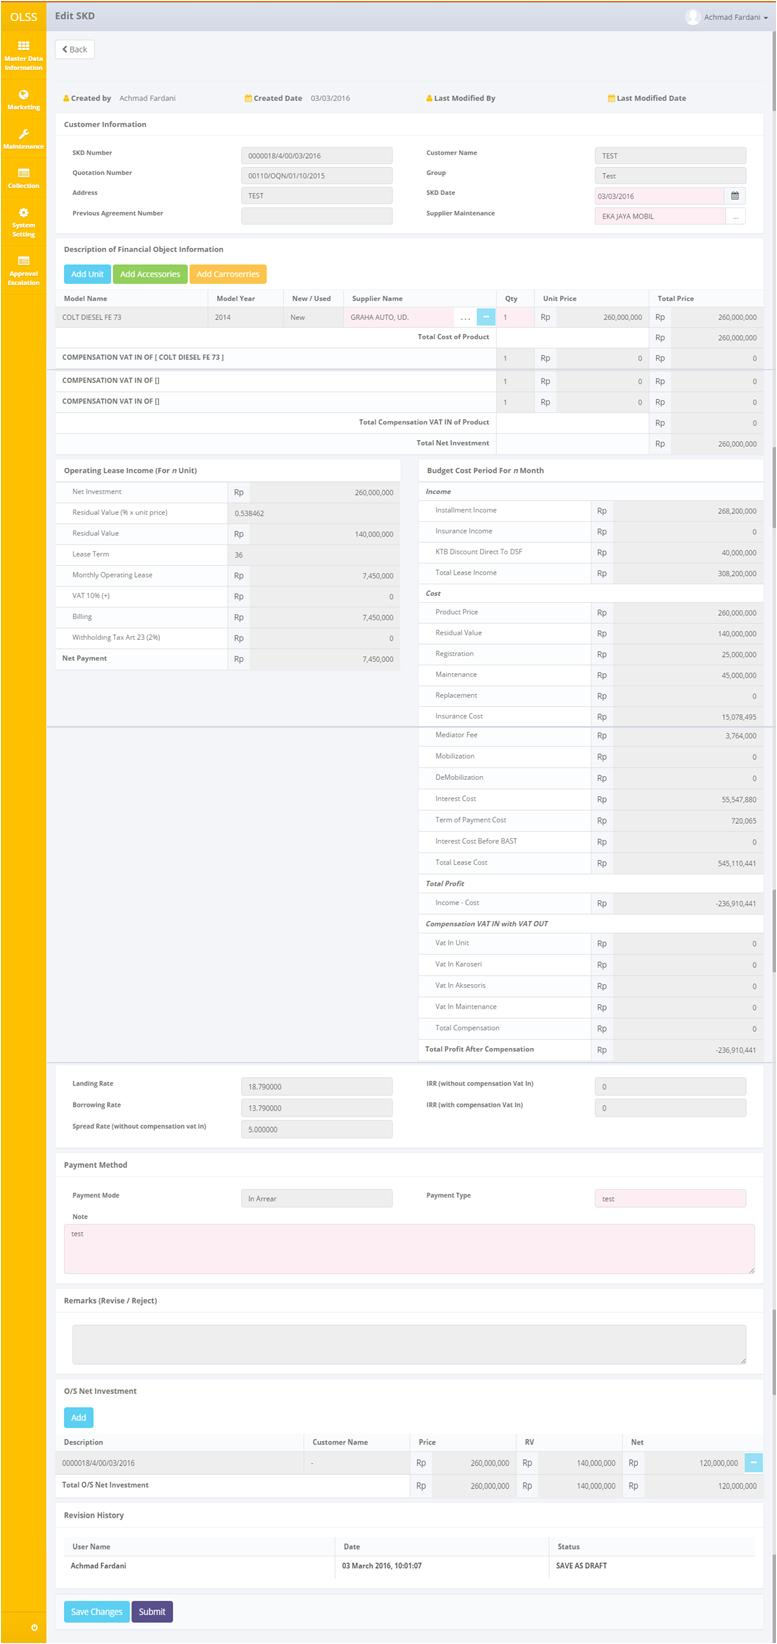 OLSS
Edit SKD
Achmad Fardani
Master Data Information
Marketing
Maintenance
Collection
System Setting
Approval Escalation
Back
Created by Achmad Fardani Created Date 03/03/2016 Last Modified By Last Modified Date
Customer Information
SKD Number 0000018/4/00/03/2016 Customer Name TEST
Quotation Number 00110/OQN/01/10/2015 Group Test
Address TEST SKD Date 03/03/2016
Previous Agreement Number Supplier Maintenance EKA JAYA MOBIL ...
Description of Financial Object Information
Add Unit Add Accessories Add Carroserries
Model Name Model Year New / Used Supplier Name Qty Unit Price Total Price
COLT DIESEL FE 73 2014 New GRAHA AUTO, UD. ... 1 Rp 260,000,000 Rp 260,000,000
Total Cost of Product Rp 260,000,000
COMPENSATION VAT IN OF [ COLT DIESEL FE 73 ] 1 Rp 0 Rp 0
COMPENSATION VAT IN OF [] 1 Rp 0 Rp 0
COMPENSATION VAT IN OF [] 1 Rp 0 Rp 0
Total Compensation VAT IN of Product Rp 0
Total Net Investment Rp 260,000,000
Operating Lease Income (For n Unit)
Net Investment Rp 260,000,000
Residual Value (% x unit price) 0.538462
Residual Value Rp 140,000,000
Lease Term 36
Monthly Operating Lease Rp 7,450,000
VAT 10% (+) Rp 0
Billing Rp 7,450,000
Withholding Tax Art 23 (2%) Rp 0
Net Payment Rp 7,450,000
Budget Cost Period For n Month
Income
Installment Income Rp 268,200,000
Insurance Income Rp 0
KTB Discount Direct To DSF Rp 40,000,000
Total Lease Income Rp 308,200,000
Cost
Product Price Rp 260,000,000
Residual Value Rp 140,000,000
Registration Rp 25,000,000
Maintenance Rp 45,000,000
Replacement Rp 0
Insurance Cost Rp 15,078,495
Mediator Fee Rp 3,764,000
Mobilization Rp 0
DeMobilization Rp 0
Interest Cost Rp 55,547,880
Term of Payment Cost Rp 720,065
Interest Cost Before BAST Rp 0
Total Lease Cost Rp 545,110,441
Total Profit
Income - Cost Rp -236,910,441
Compensation VAT IN with VAT OUT
Vat In Unit Rp 0
Vat In Karoseri Rp 0
Vat In Aksesoris Rp 0
Vat In Maintenance Rp 0
Total Compensation Rp 0
Total Profit After Compensation Rp -236,910,441
Landing Rate 18.790000 IRR (without compensation Vat In) 0
Borrowing Rate 13.790000 IRR (with compensation Vat In) 0
Spread Rate (without compensation vat in) 5.000000
Payment Method
Payment Mode In Arrear Payment Type test
Note
test
Remarks (Revise / Reject)
O/S Net Investment
Add
Description Customer Name Price RV Net
0000018/4/00/03/2016 - Rp 260,000,000 Rp 140,000,000 Rp 120,000,000
Total O/S Net Investment Rp 260,000,000 Rp 140,000,000 Rp 120,000,000
Revision History
User Name Date Status
Achmad Fardani 03 March 2016, 10:01:07 SAVE AS DRAFT
Save Changes Submit